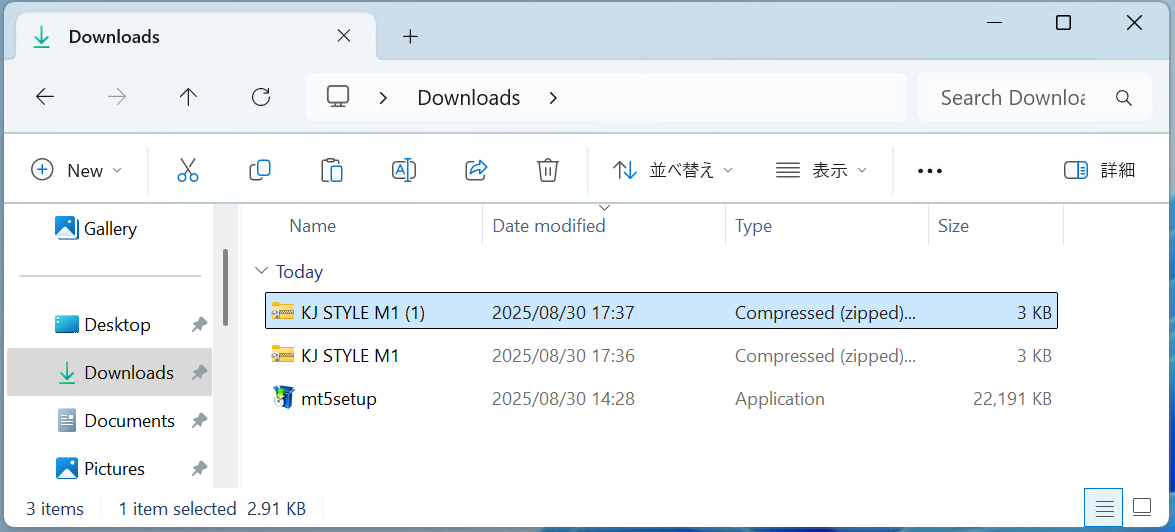 Downloads
Downloads
Search Downloa
New
並べ替え
表示
詳細
Gallery
Desktop
Downloads
Documents
Pictures
Name Date modified Type Size
Today
KJ STYLE M1 (1) 2025/08/30 17:37 Compressed (zipped)... 3 KB
KJ STYLE M1 2025/08/30 17:36 Compressed (zipped)... 3 KB
mt5setup 2025/08/30 14:28 Application 22,191 KB
3 items 1 item selected 2.91 KB